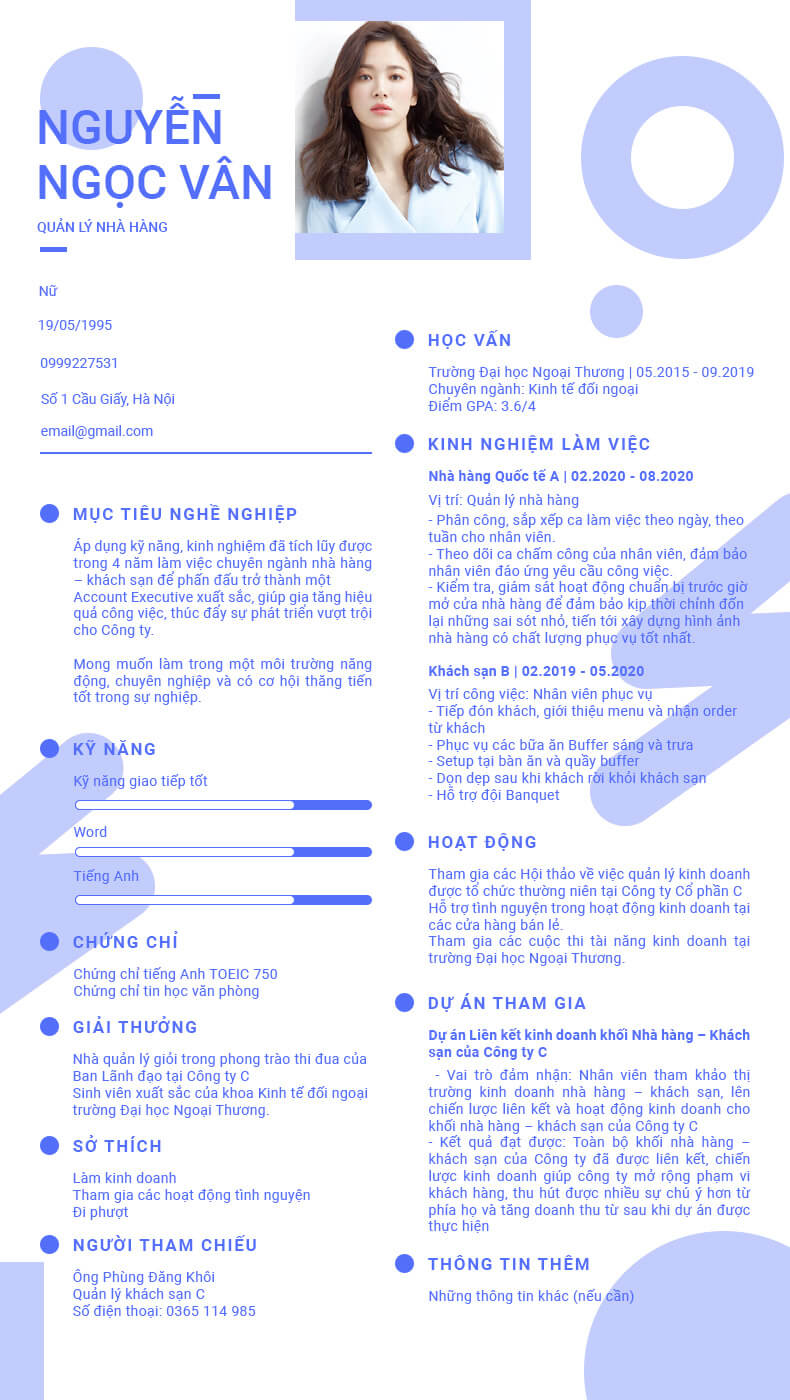 NGUYỄN
NGỌC VÂN
QUẢN LÝ NHÀ HÀNG
Nữ
19/05/1995
0999227531
Số 1 Cầu Giấy, Hà Nội
email@gmail.com
MỤC TIÊU NGHỀ NGHIỆP
Áp dụng kỹ năng, kinh nghiệm đã tích lũy được
trong 4 năm làm việc chuyên ngành nhà hàng
– khách sạn để phấn đấu trở thành một
Account Executive xuất sắc, giúp gia tăng hiệu
quả công việc, thúc đẩy sự phát triển vượt trội
cho Công ty.
Mong muốn làm trong một môi trường năng
động, chuyên nghiệp và có cơ hội thăng tiến
tốt trong sự nghiệp.
KỸ NĂNG
Kỹ năng giao tiếp tốt
Word
Tiếng Anh
CHỨNG CHỈ
Chứng chỉ tiếng Anh TOEIC 750
Chứng chỉ tin học văn phòng
GIẢI THƯỞNG
Nhà quản lý giỏi trong phong trào thi đua của
Ban Lãnh đạo tại Công ty C
Sinh viên xuất sắc của khoa Kinh tế đối ngoại
trường Đại học Ngoại Thương.
SỞ THÍCH
Làm kinh doanh
Tham gia các hoạt động tình nguyện
Đi phượt
NGƯỜI THAM CHIẾU
Ông Phùng Đăng Khôi
Quản lý khách sạn C
Số điện thoại: 0365 114 985
HỌC VẤN
Trường Đại học Ngoại Thương | 05.2015 - 09.2019
Chuyên ngành: Kinh tế đối ngoại
Điểm GPA: 3.6/4
KINH NGHIỆM LÀM VIỆC
Nhà hàng Quốc tế A | 02.2020 - 08.2020
Vị trí: Quản lý nhà hàng
- Phân công, sắp xếp ca làm việc theo ngày, theo
tuần cho nhân viên.
- Theo dõi ca chấm công của nhân viên, đảm bảo
nhân viên đáo ứng yêu cầu công việc.
- Kiểm tra, giám sát hoạt động chuẩn bị trước giờ
mở cửa nhà hàng để đảm bảo kịp thời chỉnh đốn
lại những sai sót nhỏ, tiến tới xây dựng hình ảnh
nhà hàng có chất lượng phục vụ tốt nhất.
Khách sạn B | 02.2019 - 05.2020
Vị trí công việc: Nhân viên phục vụ
- Tiếp đón khách, giới thiệu menu và nhận order
từ khách
- Phục vụ các bữa ăn Buffer sáng và trưa
- Setup tại bàn ăn và quầy buffer
- Dọn dẹp sau khi khách rời khỏi khách sạn
- Hỗ trợ đội Banquet
HOẠT ĐỘNG
Tham gia các Hội thảo về việc quản lý kinh doanh
được tổ chức thường niên tại Công ty Cổ phần C
Hỗ trợ tình nguyện trong hoạt động kinh doanh tại
các cửa hàng bán lẻ.
Tham gia các cuộc thi tài năng kinh doanh tại
trường Đại học Ngoại Thương.
DỰ ÁN THAM GIA
Dự án Liên kết kinh doanh khối Nhà hàng – Khách
sạn của Công ty C
- Vai trò đảm nhận: Nhân viên tham khảo thị
trường kinh doanh nhà hàng – khách sạn, lên
chiến lược liên kết và hoạt động kinh doanh cho
khối nhà hàng – khách sạn của Công ty C
- Kết quả đạt được: Toàn bộ khối nhà hàng –
khách sạn của Công ty đã được liên kết, chiến
lược kinh doanh giúp công ty mở rộng phạm vi
khách hàng, thu hút được nhiều sự chú ý hơn từ
phía họ và tăng doanh thu từ sau khi dự án được
thực hiện
THÔNG TIN THÊM
Những thông tin khác (nếu cần)